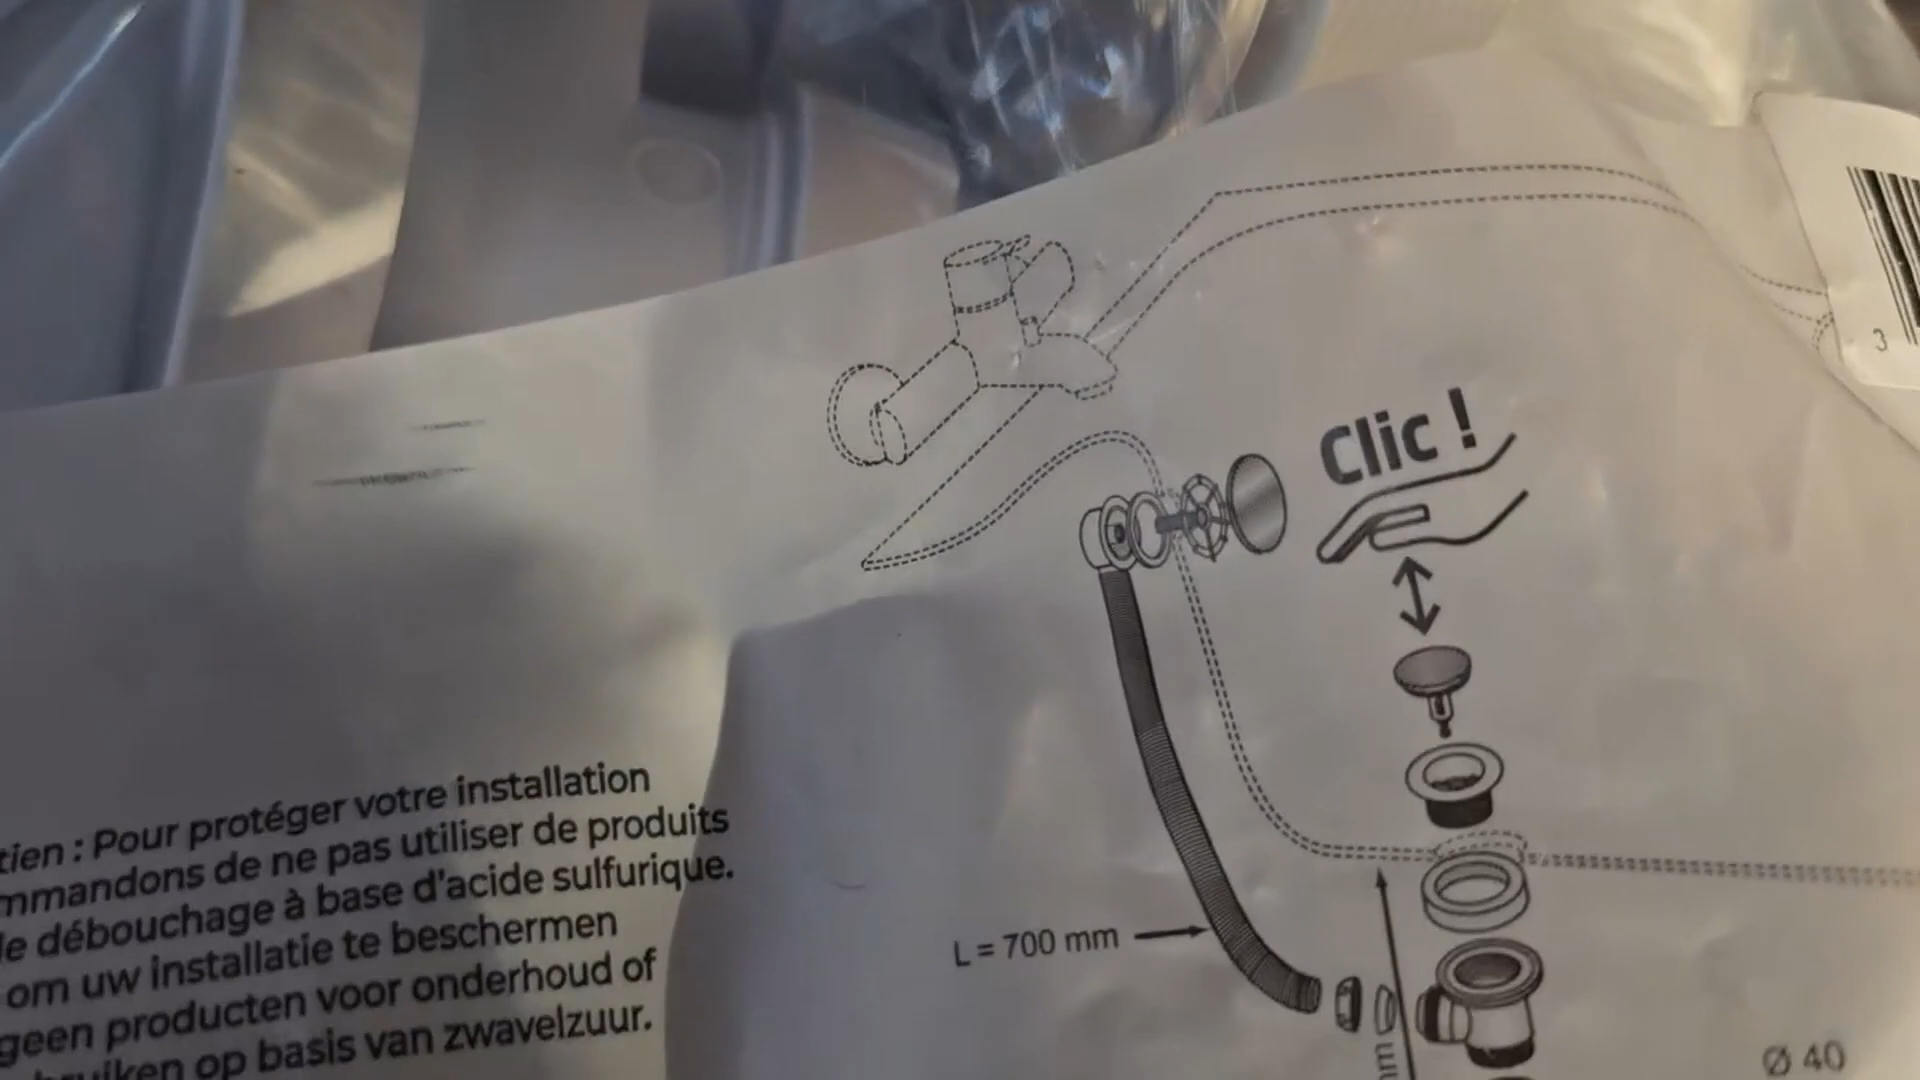 Clic !
3
tien : Pour protéger votre installation
mmandons de ne pas utiliser de produits
le débouchage à base d'acide sulfurique.
om uw installatie te beschermen
geen producten voor onderhoud of
bruiken op basis van zwavelzuur.
L = 700 mm
Ø 40